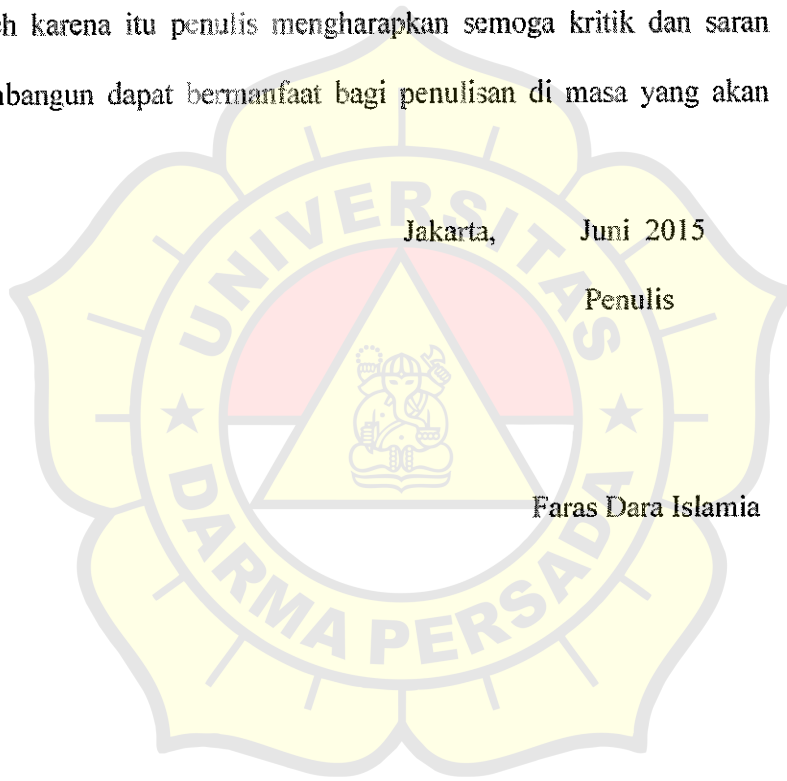 h karena itu penulis mengharapkan semoga kritik dan saran
nbangun dapat bermanfaat bagi penulisan di masa yang akan
Jakarta, Juni 2015
Penulis
Faras Dara Islamia
UNIVERSITAS
DARMA PERSADA